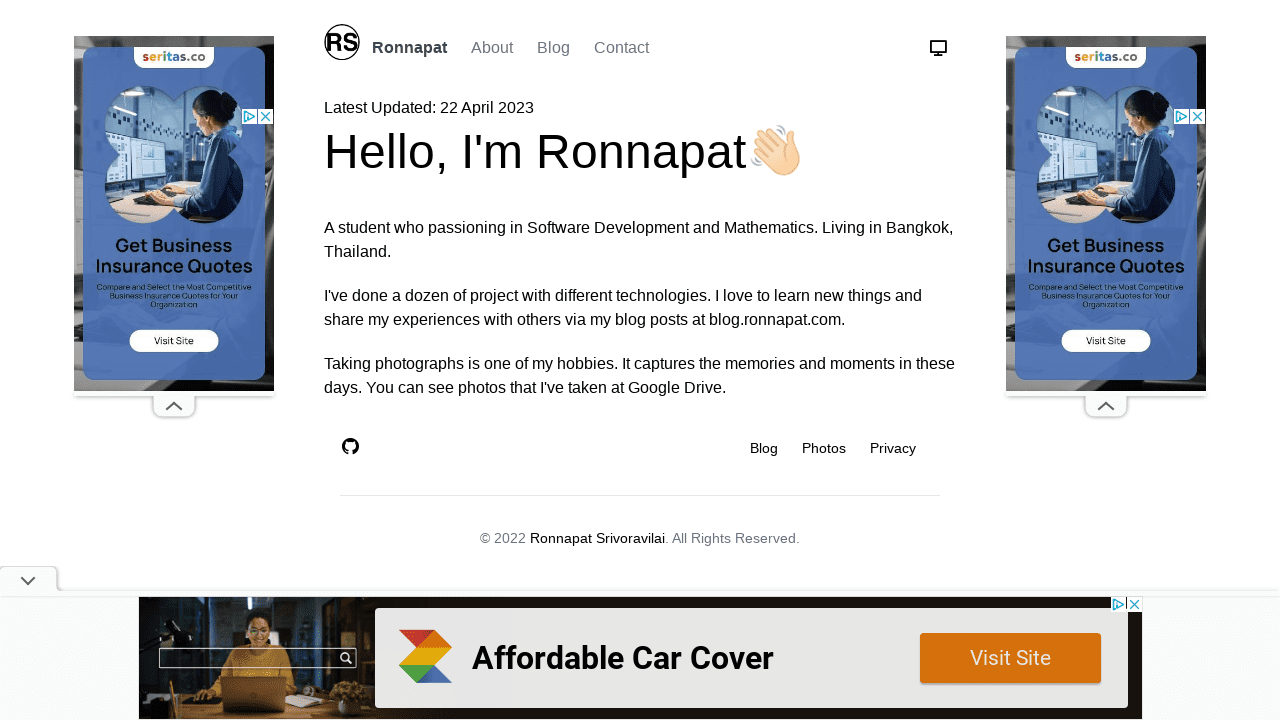 RS Ronnapat About Blog Contact
seritas.co
Get Business
Insurance Quotes
Compare and Select the Most Competitive
Business Insurance Quotes for Your
Organization
Visit Site
Latest Updated: 22 April 2023
Hello, I'm Ronnapat👋🏻
A student who passioning in Software Development and Mathematics. Living in Bangkok,
Thailand.
I've done a dozen of project with different technologies. I love to learn new things and
share my experiences with others via my blog posts at blog.ronnapat.com.
Taking photographs is one of my hobbies. It captures the memories and moments in these
days. You can see photos that I've taken at Google Drive.
seritas.co
Get Business
Insurance Quotes
Compare and Select the Most Competitive
Business Insurance Quotes for Your
Organization
Visit Site
Blog Photos Privacy
© 2022 Ronnapat Srivoravilai. All Rights Reserved.
Affordable Car Cover
Visit Site